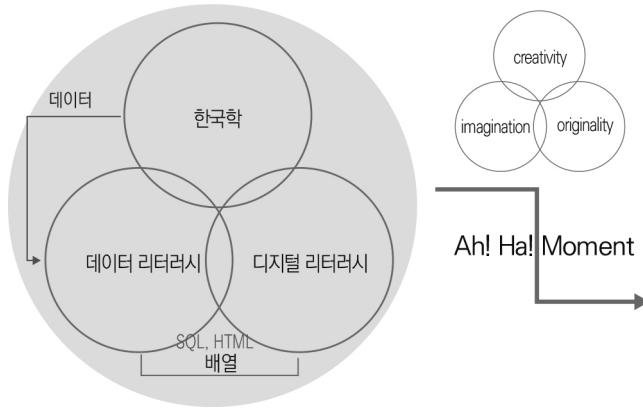 데이터
한국학
데이터 리터러시
디지털 리터러시
SQL, HTML
배열
creativity
imagination
originality
Ah! Ha! Moment